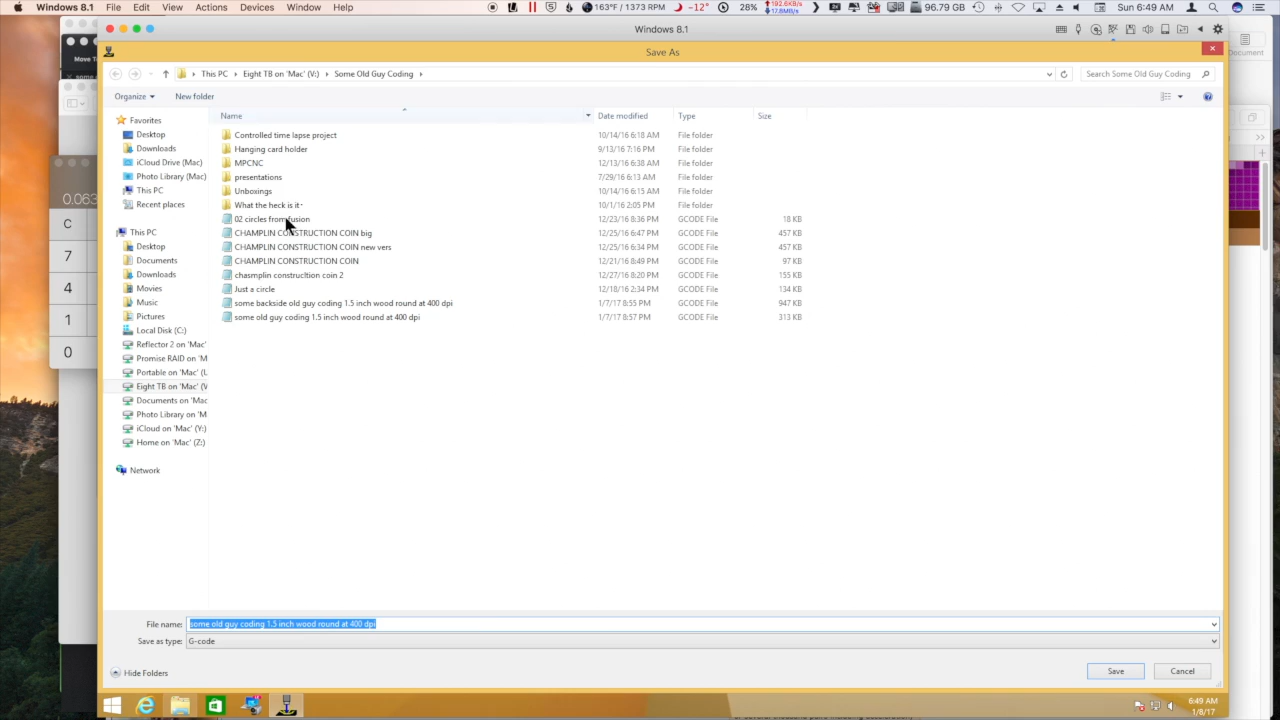 Windows 8.1 File Edit View Actions Devices Window Help 163°F / 1373 RPM -12° 28% 192.6KB/s 17.8MB/s 96.79 GB Sun 6:49 AM
Windows 8.1
Save As
This PC Eight TB on 'Mac' (V:) Some Old Guy Coding Search Some Old Guy Coding
Organize New folder
Name Date modified Type Size
Favorites
Desktop
Downloads
iCloud Drive (Mac)
Photo Library (Mac)
This PC
Recent places
This PC
Desktop
Documents
Downloads
Movies
Music
Pictures
Local Disk (C:)
Reflector 2 on 'Mac'
Promise RAID on 'M
Portable on 'Mac' (U
Eight TB on 'Mac' (V
Documents on 'Mac
Photo Library on 'M
iCloud on 'Mac' (Y:)
Home on 'Mac' (Z:)
Network
Controlled time lapse project 10/14/16 6:18 AM File folder
Hanging card holder 9/13/16 7:16 PM File folder
MPCNC 12/13/16 6:38 AM File folder
presentations 7/29/16 6:13 AM File folder
Unboxings 10/14/16 6:15 AM File folder
What the heck is it· 10/1/16 2:05 PM File folder
02 circles from fusion 12/23/16 8:36 PM GCODE File 18 KB
CHAMPLIN CONSTRUCTION COIN big 12/25/16 6:47 PM GCODE File 457 KB
CHAMPLIN CONSTRUCTION COIN new vers 12/25/16 6:34 PM GCODE File 457 KB
CHAMPLIN CONSTRUCTION COIN 12/21/16 8:49 PM GCODE File 97 KB
chasmplin construcltion coin 2 12/27/16 8:20 PM GCODE File 155 KB
Just a circle 12/18/16 2:34 PM GCODE File 134 KB
some backside old guy coding 1.5 inch wood round at 400 dpi 1/7/17 8:55 PM GCODE File 947 KB
some old guy coding 1.5 inch wood round at 400 dpi 1/7/17 8:57 PM GCODE File 313 KB
File name: some old guy coding 1.5 inch wood round at 400 dpi
Save as type: G-code
Hide Folders Save Cancel
6:49 AM
1/8/17
Move T
0.063
C
7
4
1
0
Document